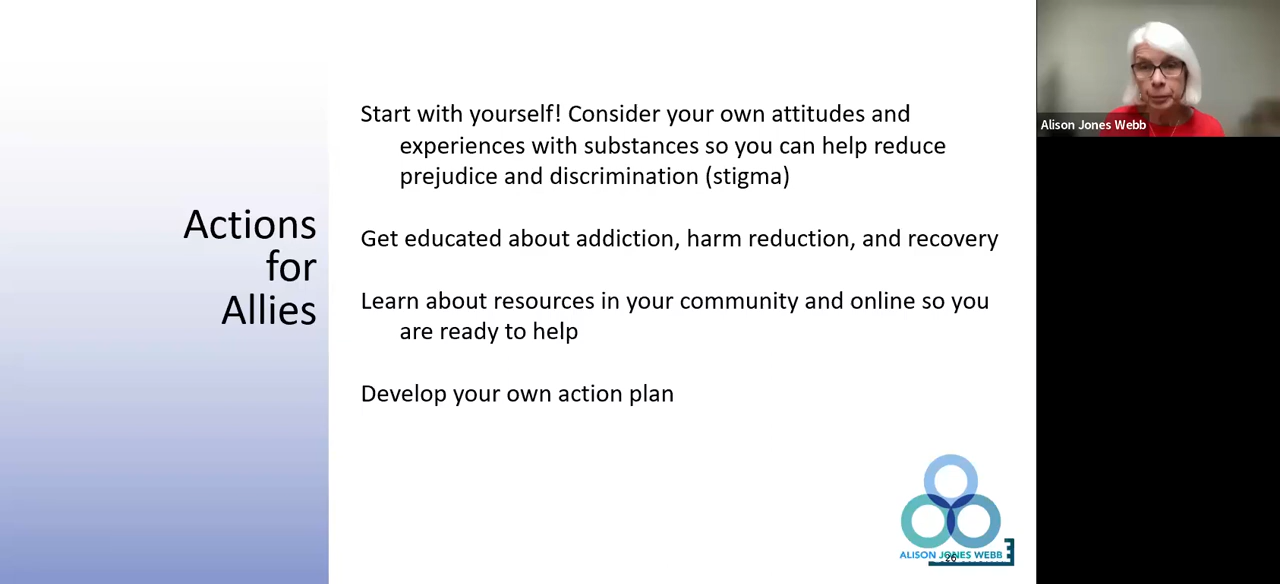 Actions
for
Allies
Start with yourself! Consider your own attitudes and
experiences with substances so you can help reduce
prejudice and discrimination (stigma)
Get educated about addiction, harm reduction, and recovery
Learn about resources in your community and online so you
are ready to help
Develop your own action plan
ALISON JONES WEBB
26
Alison Jones Webb